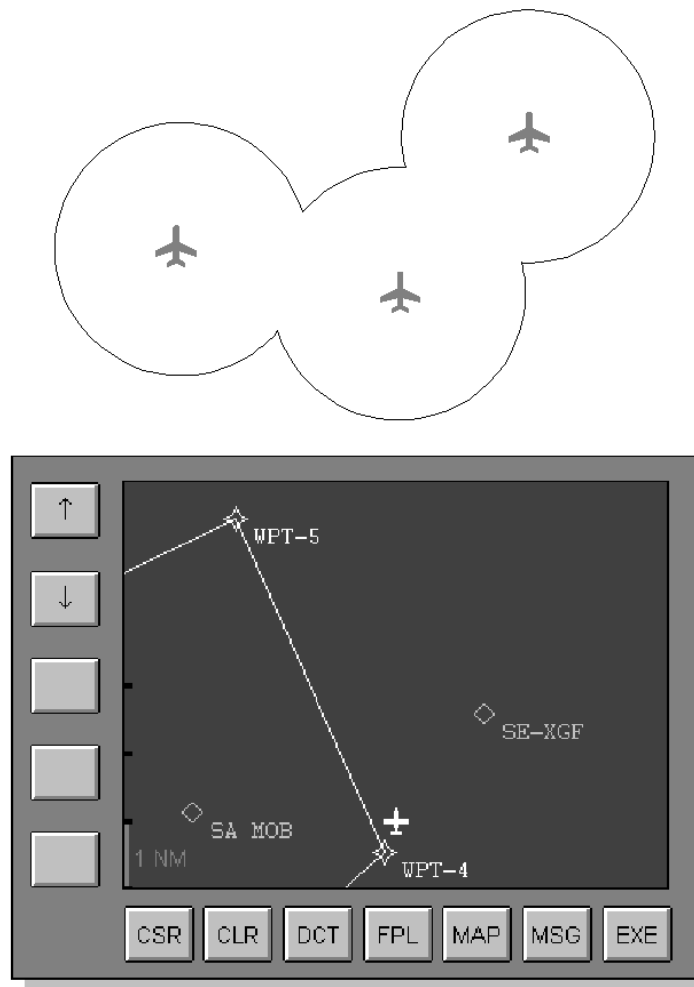 ↑
WPT-5
↓
SE-XGF
SA MOB
1 NM
WPT-4
CSR CLR DCT FPL MAP MSG EXE